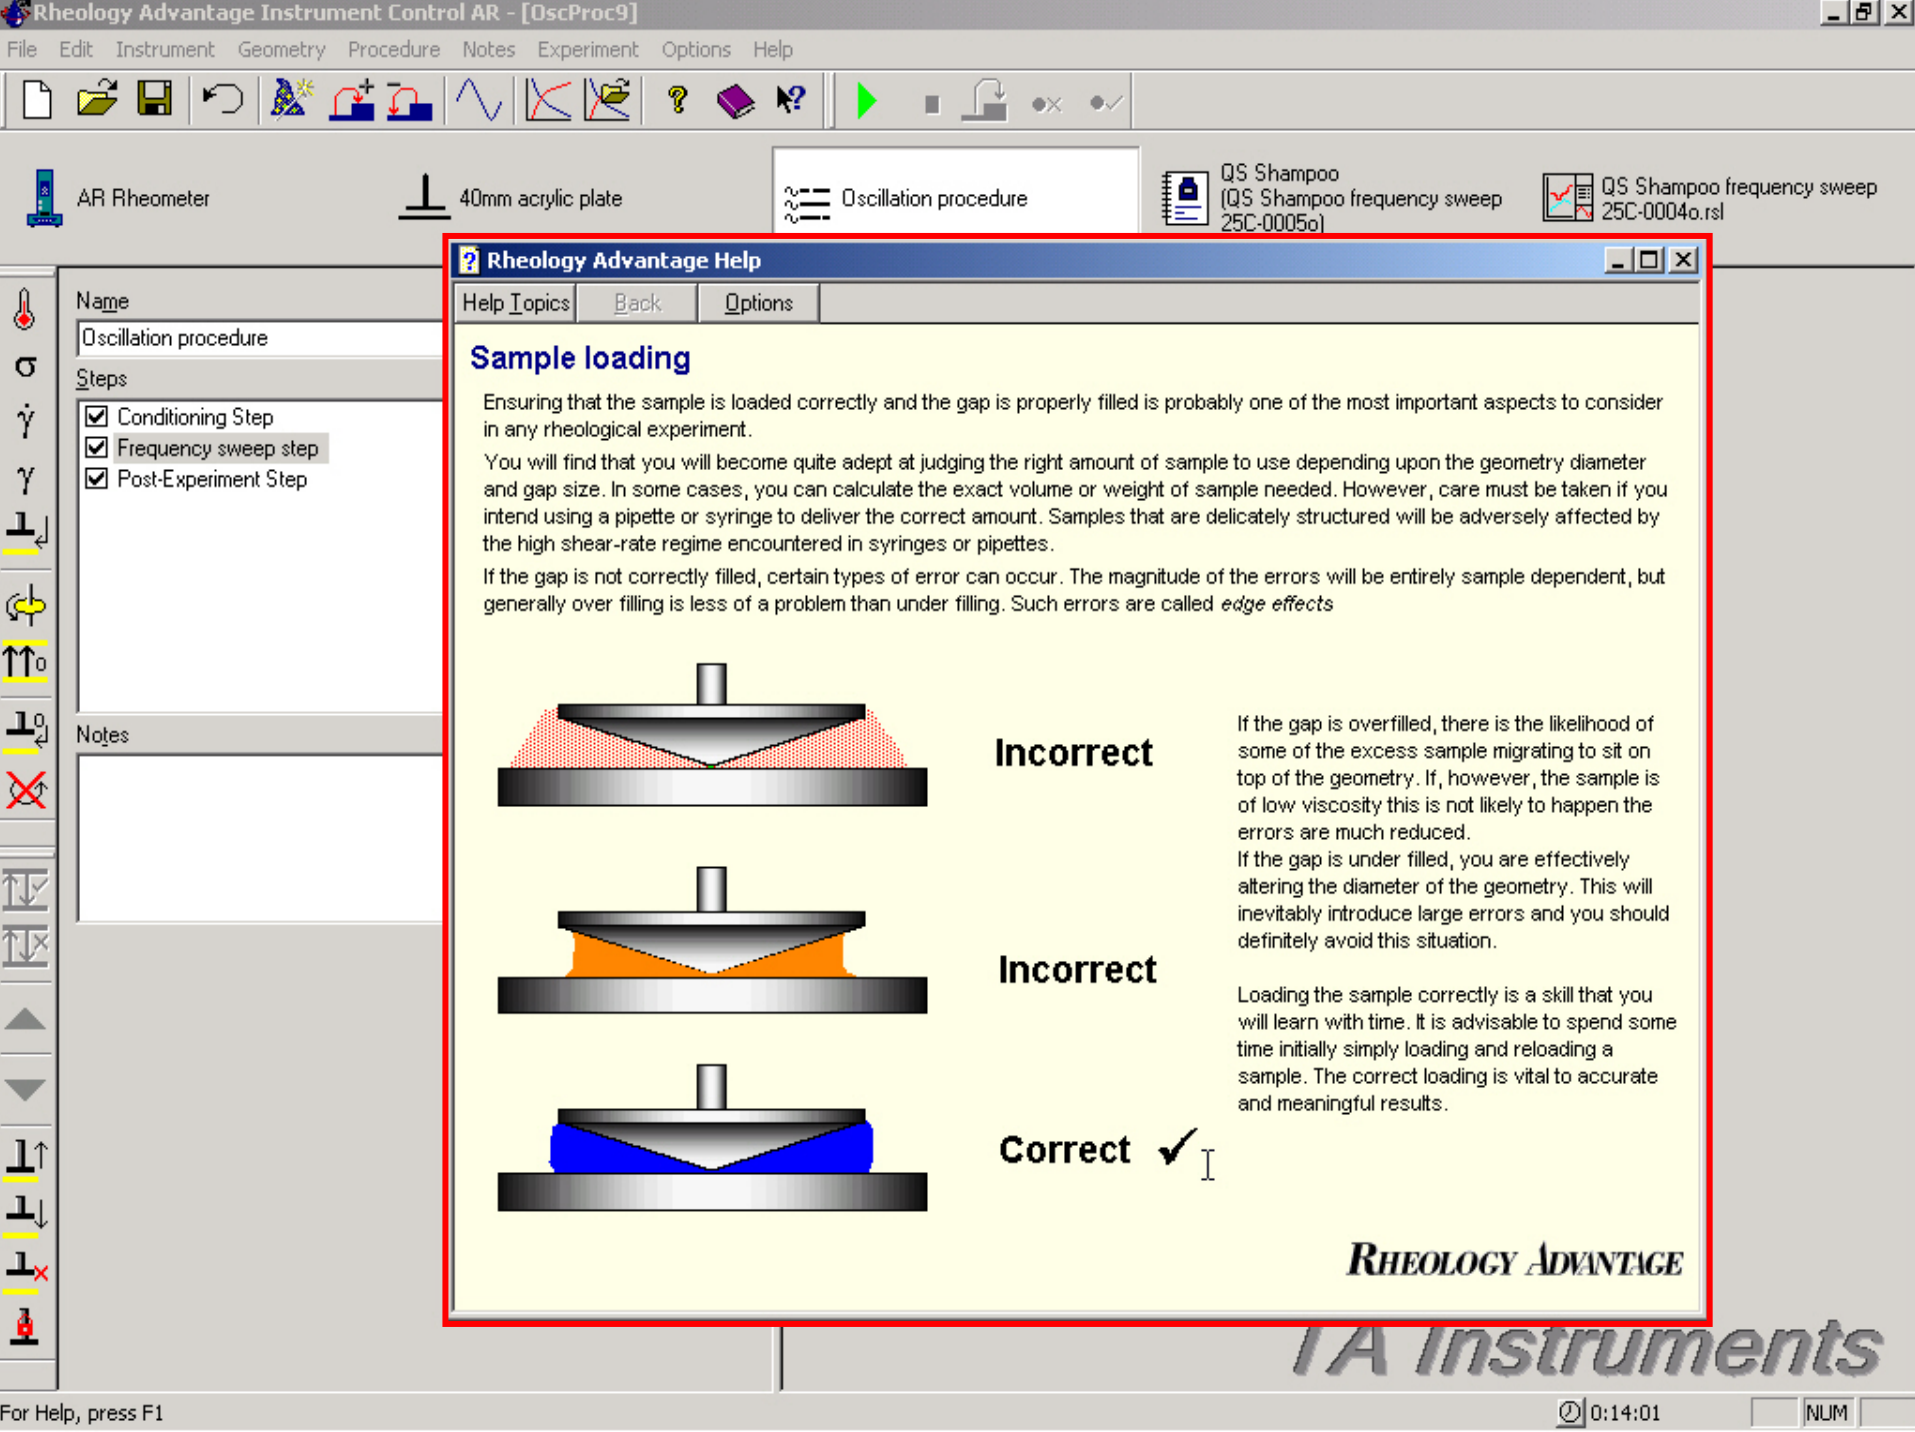 Rheology Advantage Instrument Control AR - [OscProc9]
File Edit Instrument Geometry Procedure Notes Experiment Options Help
AR Rheometer
40mm acrylic plate
Oscillation procedure
QS Shampoo
(QS Shampoo frequency sweep
25C-0005o)
QS Shampoo frequency sweep
25C-0004o.rsl
Name
Oscillation procedure
Steps
Conditioning Step
Frequency sweep step
Post-Experiment Step
Notes
Rheology Advantage Help
Help Topics Back Options
Sample loading
Ensuring that the sample is loaded correctly and the gap is properly filled is probably one of the most important aspects to consider
in any rheological experiment.
You will find that you will become quite adept at judging the right amount of sample to use depending upon the geometry diameter
and gap size. In some cases, you can calculate the exact volume or weight of sample needed. However, care must be taken if you
intend using a pipette or syringe to deliver the correct amount. Samples that are delicately structured will be adversely affected by
the high shear-rate regime encountered in syringes or pipettes.
If the gap is not correctly filled, certain types of error can occur. The magnitude of the errors will be entirely sample dependent, but
generally over filling is less of a problem than under filling. Such errors are called edge effects
Incorrect
Incorrect
Correct ✓
If the gap is overfilled, there is the likelihood of
some of the excess sample migrating to sit on
top of the geometry. If, however, the sample is
of low viscosity this is not likely to happen the
errors are much reduced.
If the gap is under filled, you are effectively
altering the diameter of the geometry. This will
inevitably introduce large errors and you should
definitely avoid this situation.
Loading the sample correctly is a skill that you
will learn with time. It is advisable to spend some
time initially simply loading and reloading a
sample. The correct loading is vital to accurate
and meaningful results.
RHEOLOGY ADVANTAGE
TA Instruments
For Help, press F1
0:14:01
NUM